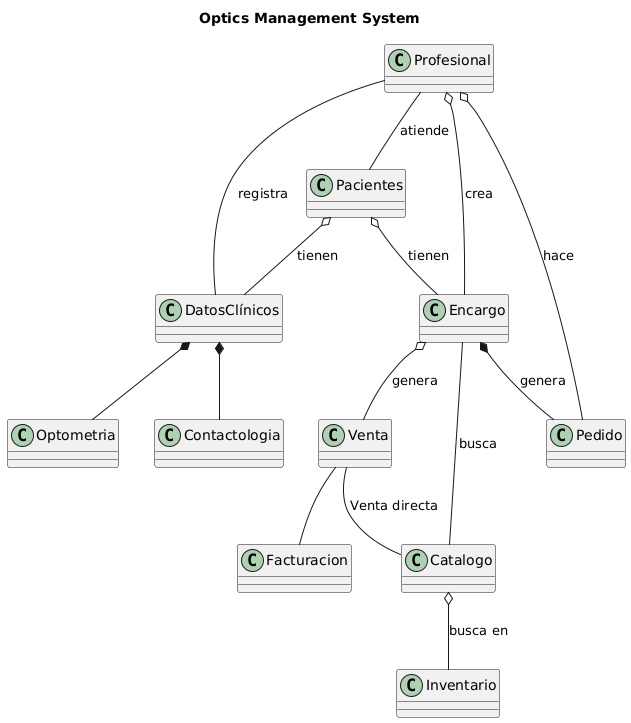 Optics Management System
C Profesional
atiende
registra
C Pacientes
crea
hace
tienen
tienen
C DatosClínicos
C Encargo
genera
genera
C Optometria
C Contactologia
C Venta
busca
C Pedido
Venta directa
C Facturacion
C Catalogo
busca en
C Inventario